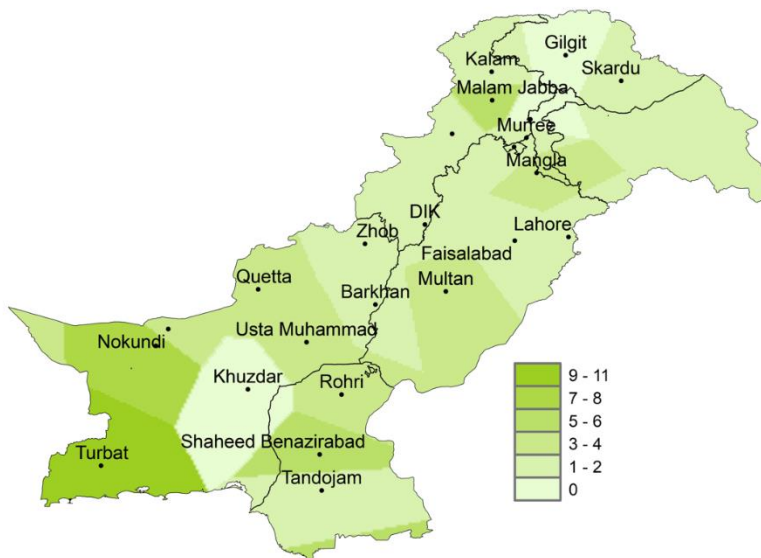 Gilgit
Kalam
Skardu
Malam Jabba
Murree
Mangla
DIK
Lahore
Zhob
Faisalabad
Quetta
Multan
Barkhan
Usta Muhammad
Nokundi
Khuzdar
Rohri
Shaheed Benazirabad
Turbat
Tandojam
9 - 11
7 - 8
5 - 6
3 - 4
1 - 2
0